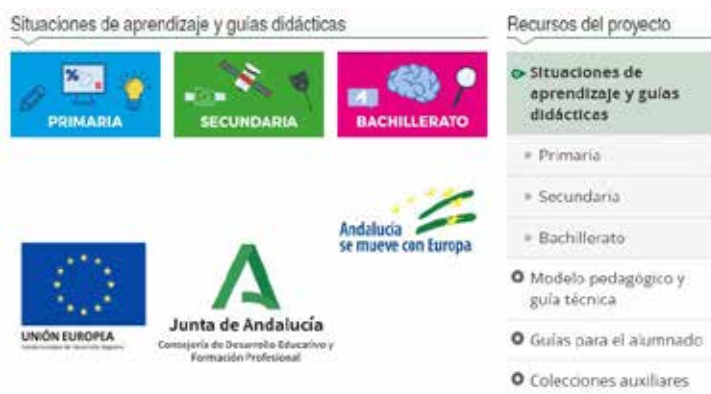 Situaciones de aprendizaje y guías didácticas
PRIMARIA
SECUNDARIA
BACHILLERATO
Andalucía
se mueve con Europa
UNIÓN EUROPEA
Junta de Andalucía
Consejería de Desarrollo Educativo y
Formación Profesional
Recursos del proyecto
Situaciones de
aprendizaje y guías
didácticas
Primaria
Secundaria
Bachillerato
Modelo pedagógico y
guía técnica
Guías para el alumnado
Colecciones auxiliares